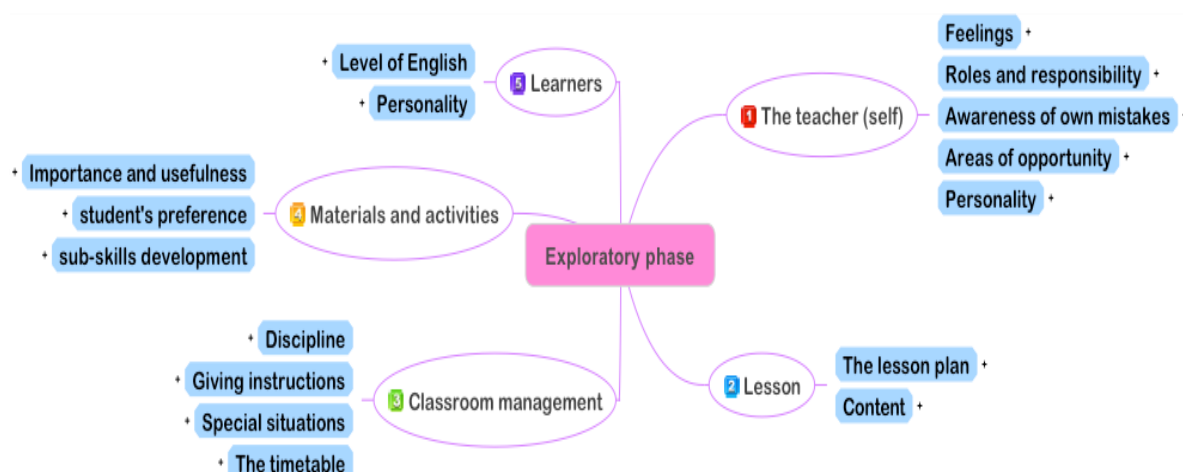 Exploratory phase
1 The teacher (self)
Feelings
Roles and responsibility
Awareness of own mistakes
Areas of opportunity
Personality
2 Lesson
The lesson plan
Content
3 Classroom management
Discipline
Giving instructions
Special situations
The timetable
4 Materials and activities
Importance and usefulness
student's preference
sub-skills development
5 Learners
Level of English
Personality